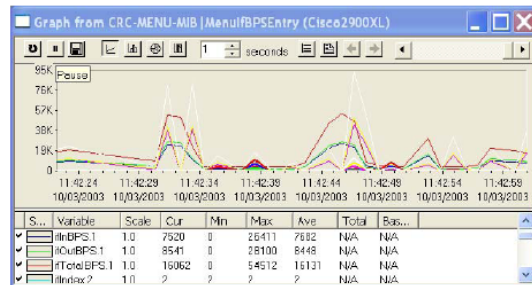 Graph from CRC-MENU-MIB|MenuIfBPSEntry (Cisco2900XL)
1 seconds
95K
Pause
76K
57K
38K
19K
0
11:42:24 11:42:29 11:42:34 11:42:39 11:42:44 11:42:49 11:42:54 11:42:59
10/03/2003 10/03/2003 10/03/2003 10/03/2003 10/03/2003 10/03/2003 10/03/2003 10/03/2003
S... Variable Scale Cur Min Max Ave Total Bas...
ifInBPS.1 1.0 7520 0 26411 7682 N/A N/A
ifOutBPS.1 1.0 8541 0 28100 8448 N/A N/A
ifTotalBPS.1 1.0 16062 0 54512 16131 N/A N/A
ifIndex.2 1.0 2 2 2 2 N/A N/A